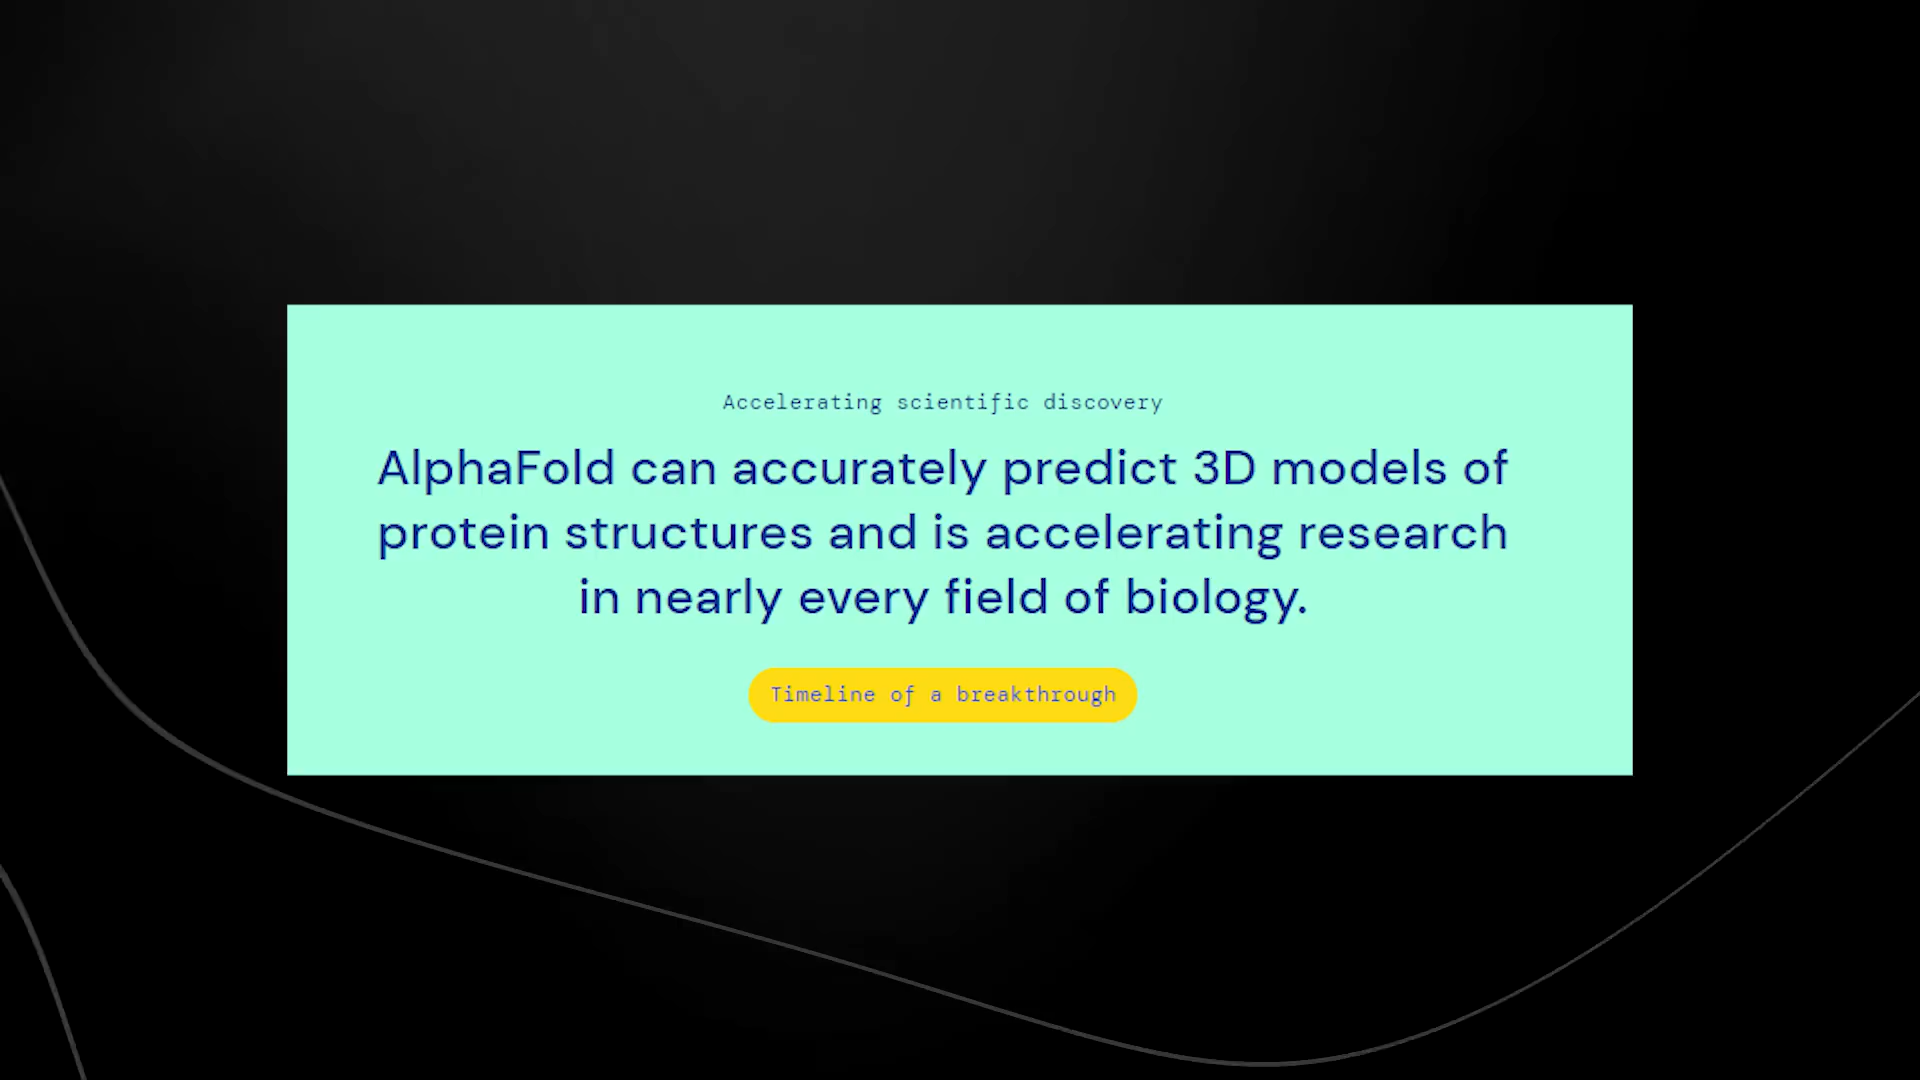 Accelerating scientific discovery
AlphaFold can accurately predict 3D models of
protein structures and is accelerating research
in nearly every field of biology.
Timeline of a breakthrough